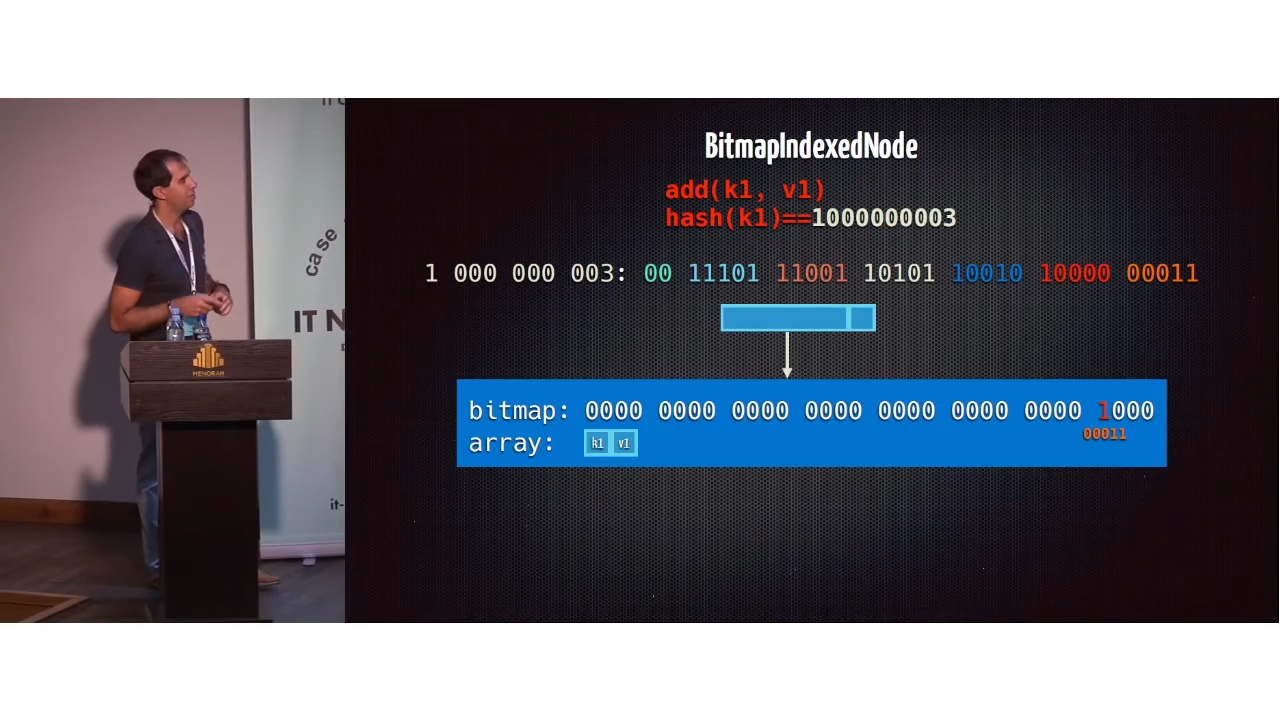 BitmapIndexedNode
add(k1, v1)
hash(k1)==1000000003
1 000 000 003: 00 11101 11001 10101 10010 10000 00011
bitmap: 0000 0000 0000 0000 0000 0000 0000 1000
00011
array: k1 v1
case
IT N
MENORAH
it-